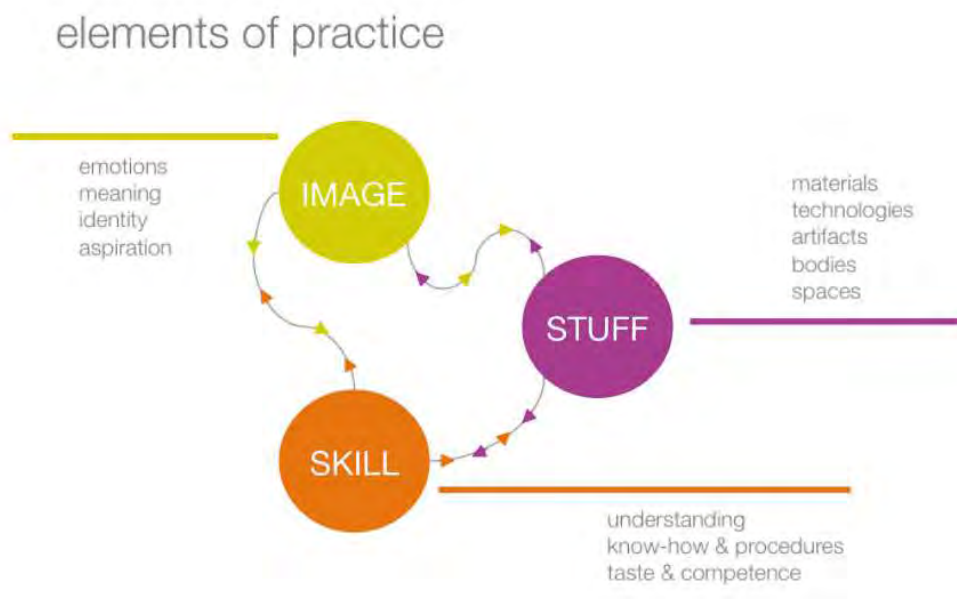 elements of practice
IMAGE
emotions
meaning
identity
aspiration
materials
technologies
artifacts
bodies
spaces
STUFF
SKILL
understanding
know-how & procedures
taste & competence